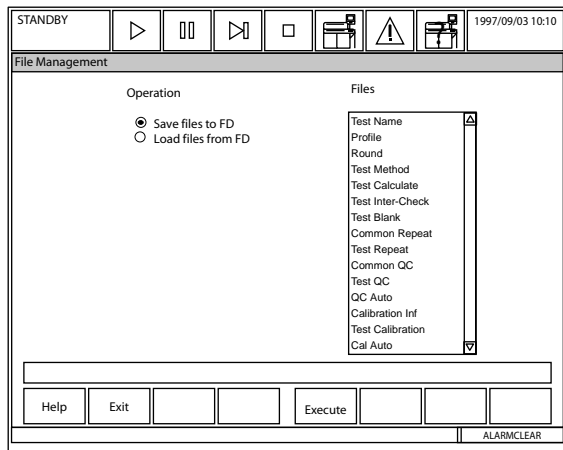 STANDBY
1997/09/03 10:10
File Management
Operation
Save files to FD
Load files from FD
Files
Test Name
Profile
Round
Test Method
Test Calculate
Test Inter-Check
Test Blank
Common Repeat
Test Repeat
Common QC
Test QC
QC Auto
Calibration Inf
Test Calibration
Cal Auto
Help
Exit
Execute
ALARMCLEAR